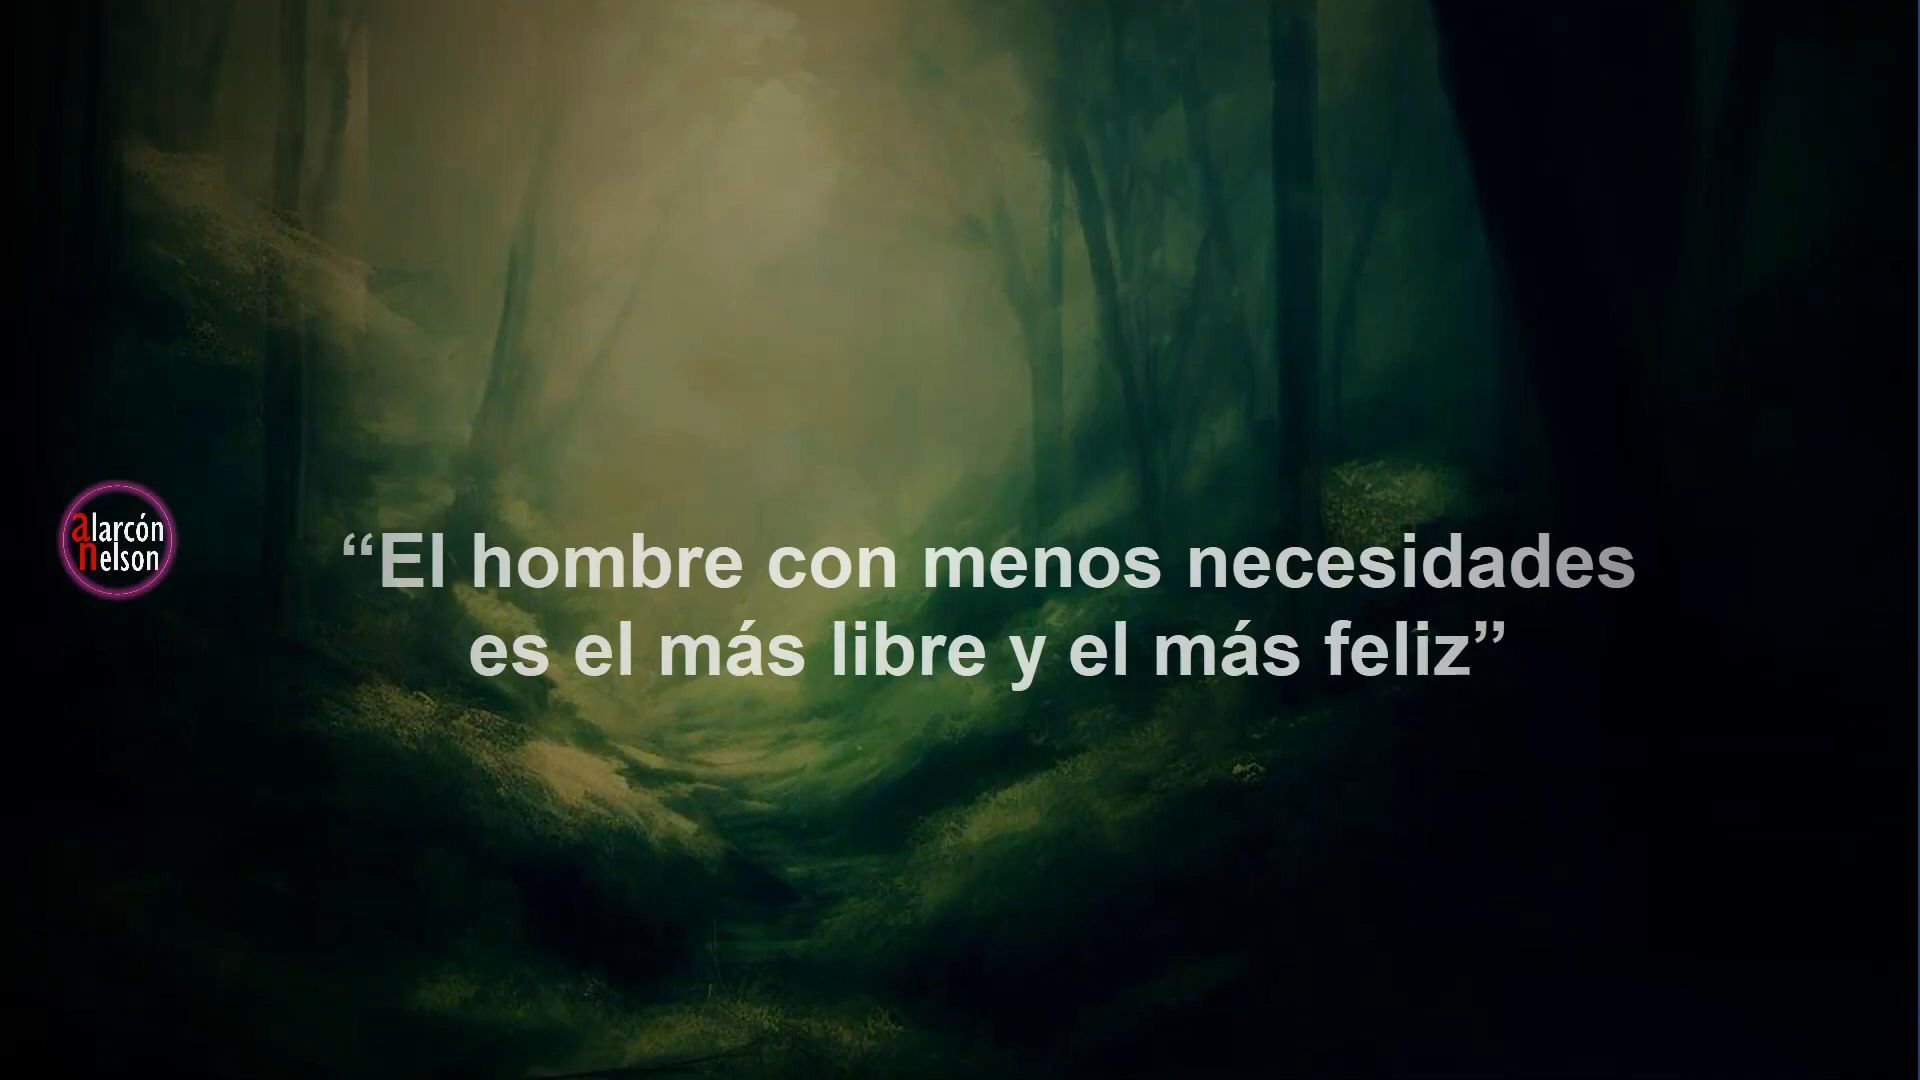 alarcón
nelson
“El hombre con menos necesidades
es el más libre y el más feliz”